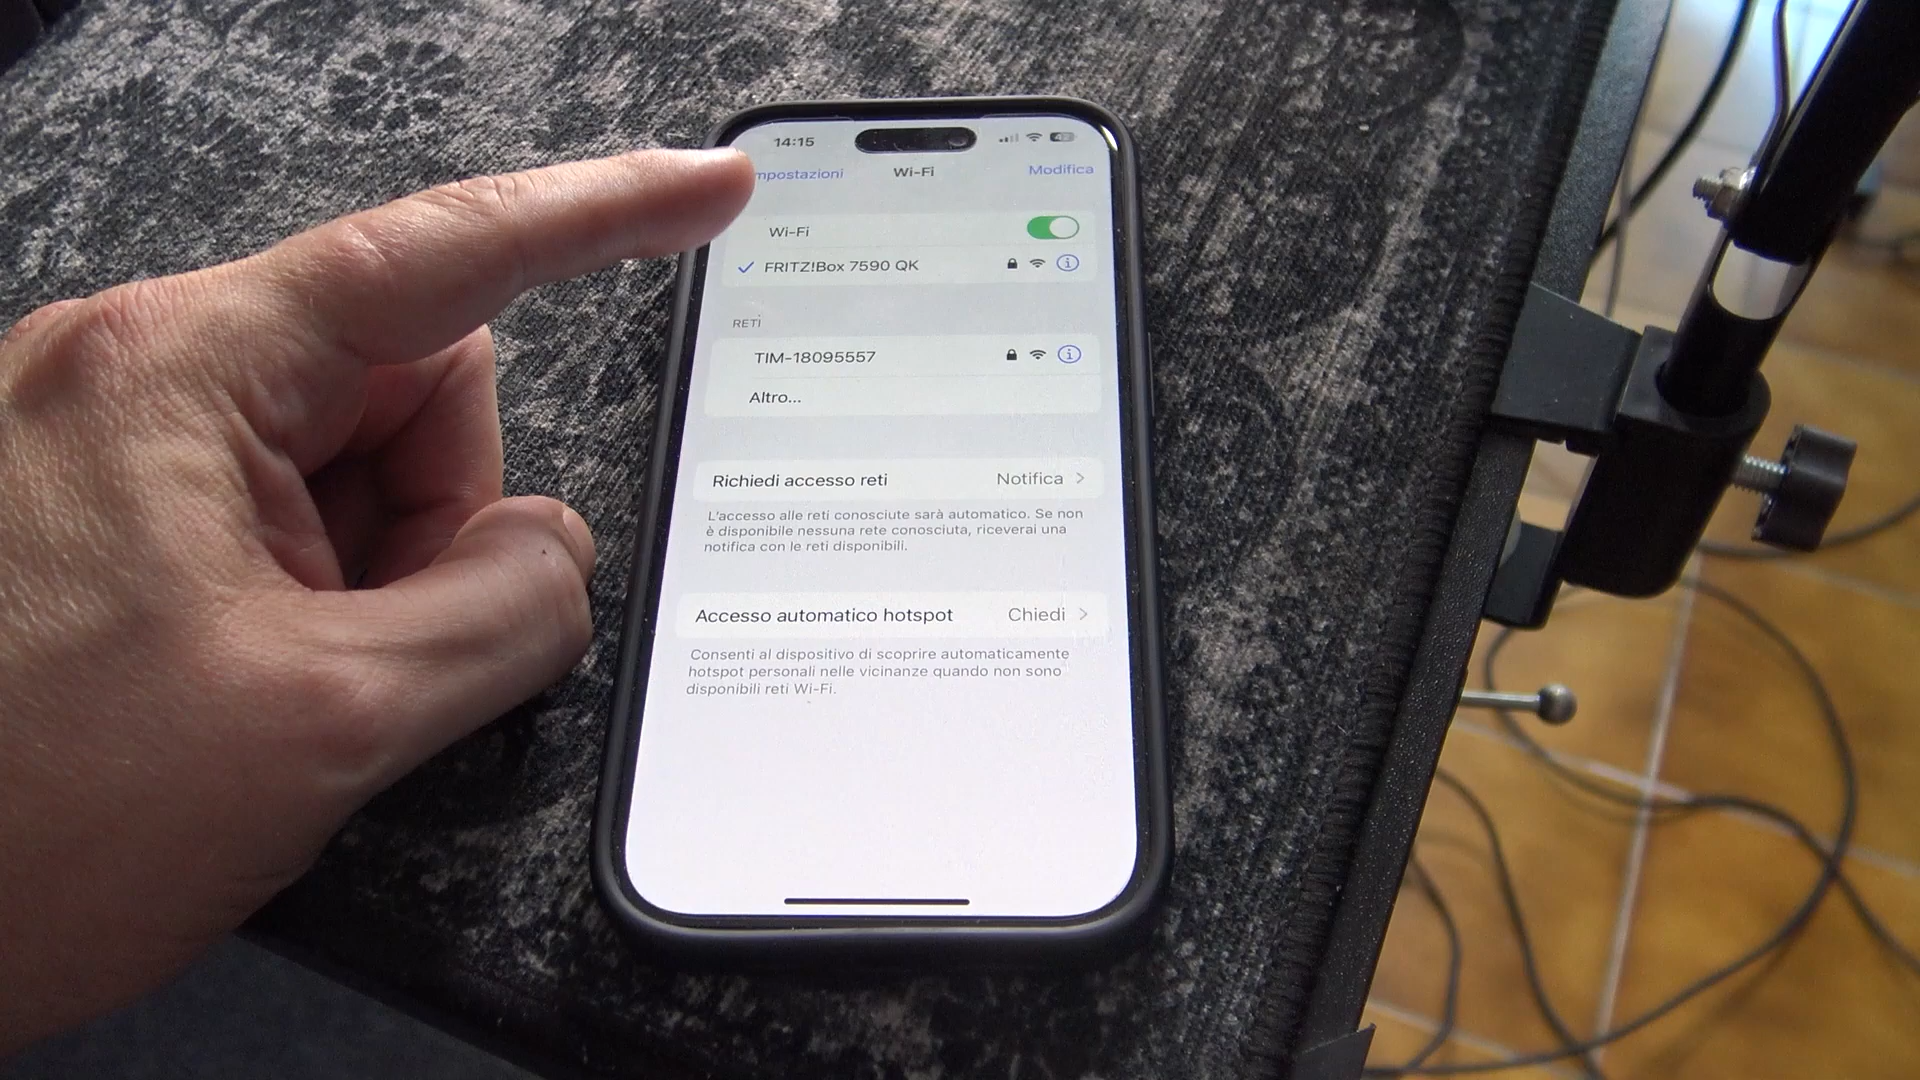 14:15
mpostazioni Wi-Fi Modifica
Wi-Fi
FRITZ!Box 7590 QK
RETI
TIM-18095557
Altro...
Richiedi accesso reti Notifica
L'accesso alle reti conosciute sarà automatico. Se non
è disponibile nessuna rete conosciuta, riceverai una
notifica con le reti disponibili.
Accesso automatico hotspot Chiedi
Consenti al dispositivo di scoprire automaticamente
hotspot personali nelle vicinanze quando non sono
disponibili reti Wi-Fi.